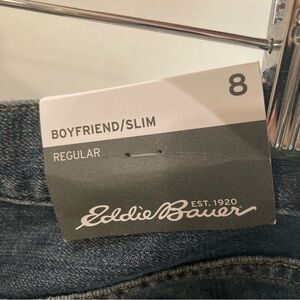 8
BOYFRIEND/SLIM
REGULAR
EST. 1920
Eddie Bauer